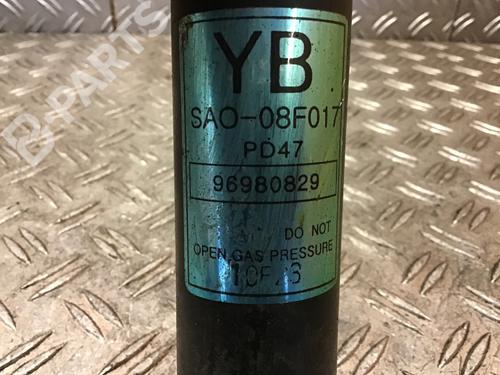 B-PARTS
YB
SAO-08F017
PD47
96980829
DO NOT
OPEN,GAS PRESSURE